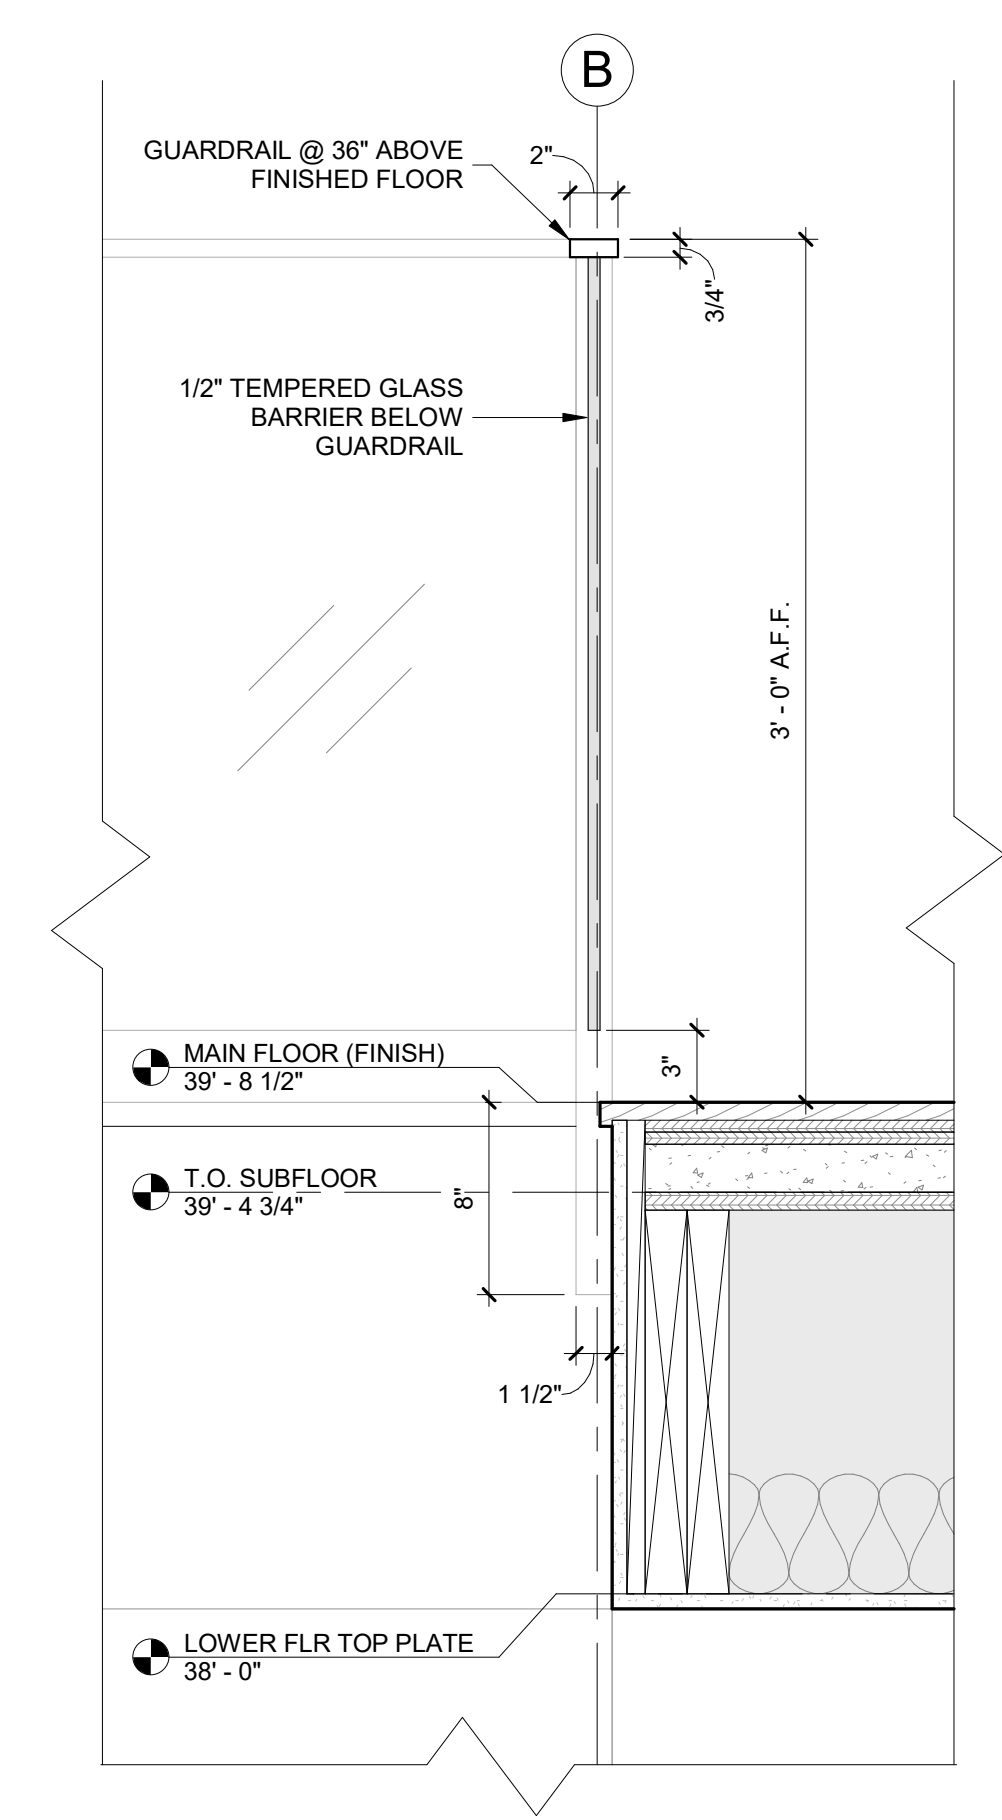 B
GUARDRAIL @ 36" ABOVE
FINISHED FLOOR
2"
3/4"
1/2" TEMPERED GLASS
BARRIER BELOW
GUARDRAIL
3' - 0" A.F.F.
3"
MAIN FLOOR (FINISH)
39' - 8 1/2"
T.O. SUBFLOOR
39' - 4 3/4"
8"
1 1/2"
LOWER FLR TOP PLATE
38' - 0"